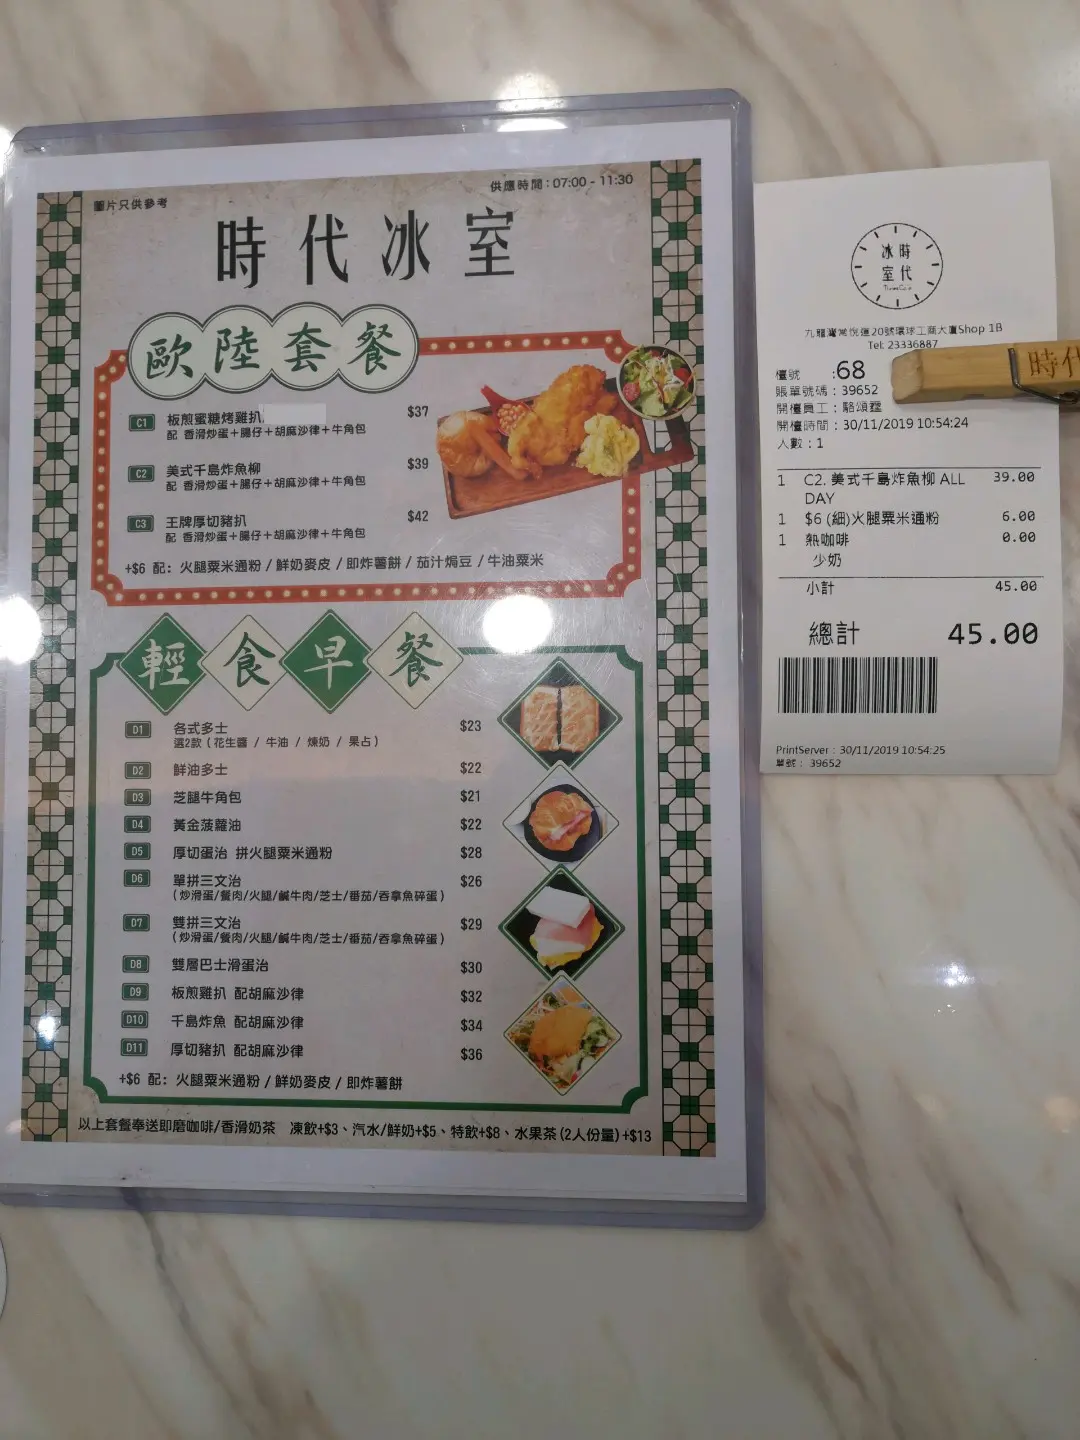 圖片只供參考
供應時間：07:00 - 11:30
時代冰室
歐陸套餐
C1 板煎蜜糖烤雞扒 $37
配 香滑炒蛋＋腸仔＋胡麻沙律＋牛角包
C2 美式千島炸魚柳 $39
配 香滑炒蛋＋腸仔＋胡麻沙律＋牛角包
C3 王牌厚切豬扒 $42
配 香滑炒蛋＋腸仔＋胡麻沙律＋牛角包
+$6 配：火腿粟米通粉 / 鮮奶麥皮 / 即炸薯餅 / 茄汁焗豆 / 牛油粟米
輕食早餐
D1 各式多士 $23
選2款（花生醬 / 牛油 / 煉奶 / 果占）
D2 鮮油多士 $22
D3 芝腿牛角包 $21
D4 黃金菠蘿油 $22
D5 厚切蛋治 拼火腿粟米通粉 $28
D6 單拼三文治 $26
（炒滑蛋/餐肉/火腿/鹹牛肉/芝士/番茄/吞拿魚碎蛋）
D7 雙拼三文治 $29
（炒滑蛋/餐肉/火腿/鹹牛肉/芝士/番茄/吞拿魚碎蛋）
D8 雙層巴士滑蛋治 $30
D9 板煎雞扒 配胡麻沙律 $32
D10 千島炸魚 配胡麻沙律 $34
D11 厚切豬扒 配胡麻沙律 $36
+$6 配：火腿粟米通粉 / 鮮奶麥皮 / 即炸薯餅
以上套餐奉送即磨咖啡/香滑奶茶 凍飲+$3、汽水/鮮奶+$5、特飲+$8、水果茶(2人份量)+$13
冰時
室代
九龍灣常悅道20號環球工商大廈Shop 1B
Tel: 23336887
檯號 :68
賬單號碼：39652
開檯員工：駱頌霆
開檯時間：30/11/2019 10:54:24
人數：1
1 C2. 美式千島炸魚柳 ALL 39.00
DAY
1 $6 (細)火腿粟米通粉 6.00
1 熱咖啡 0.00
少奶
小計 45.00
總計 45.00
PrintServer : 30/11/2019 10:54:25
單號： 39652
時代